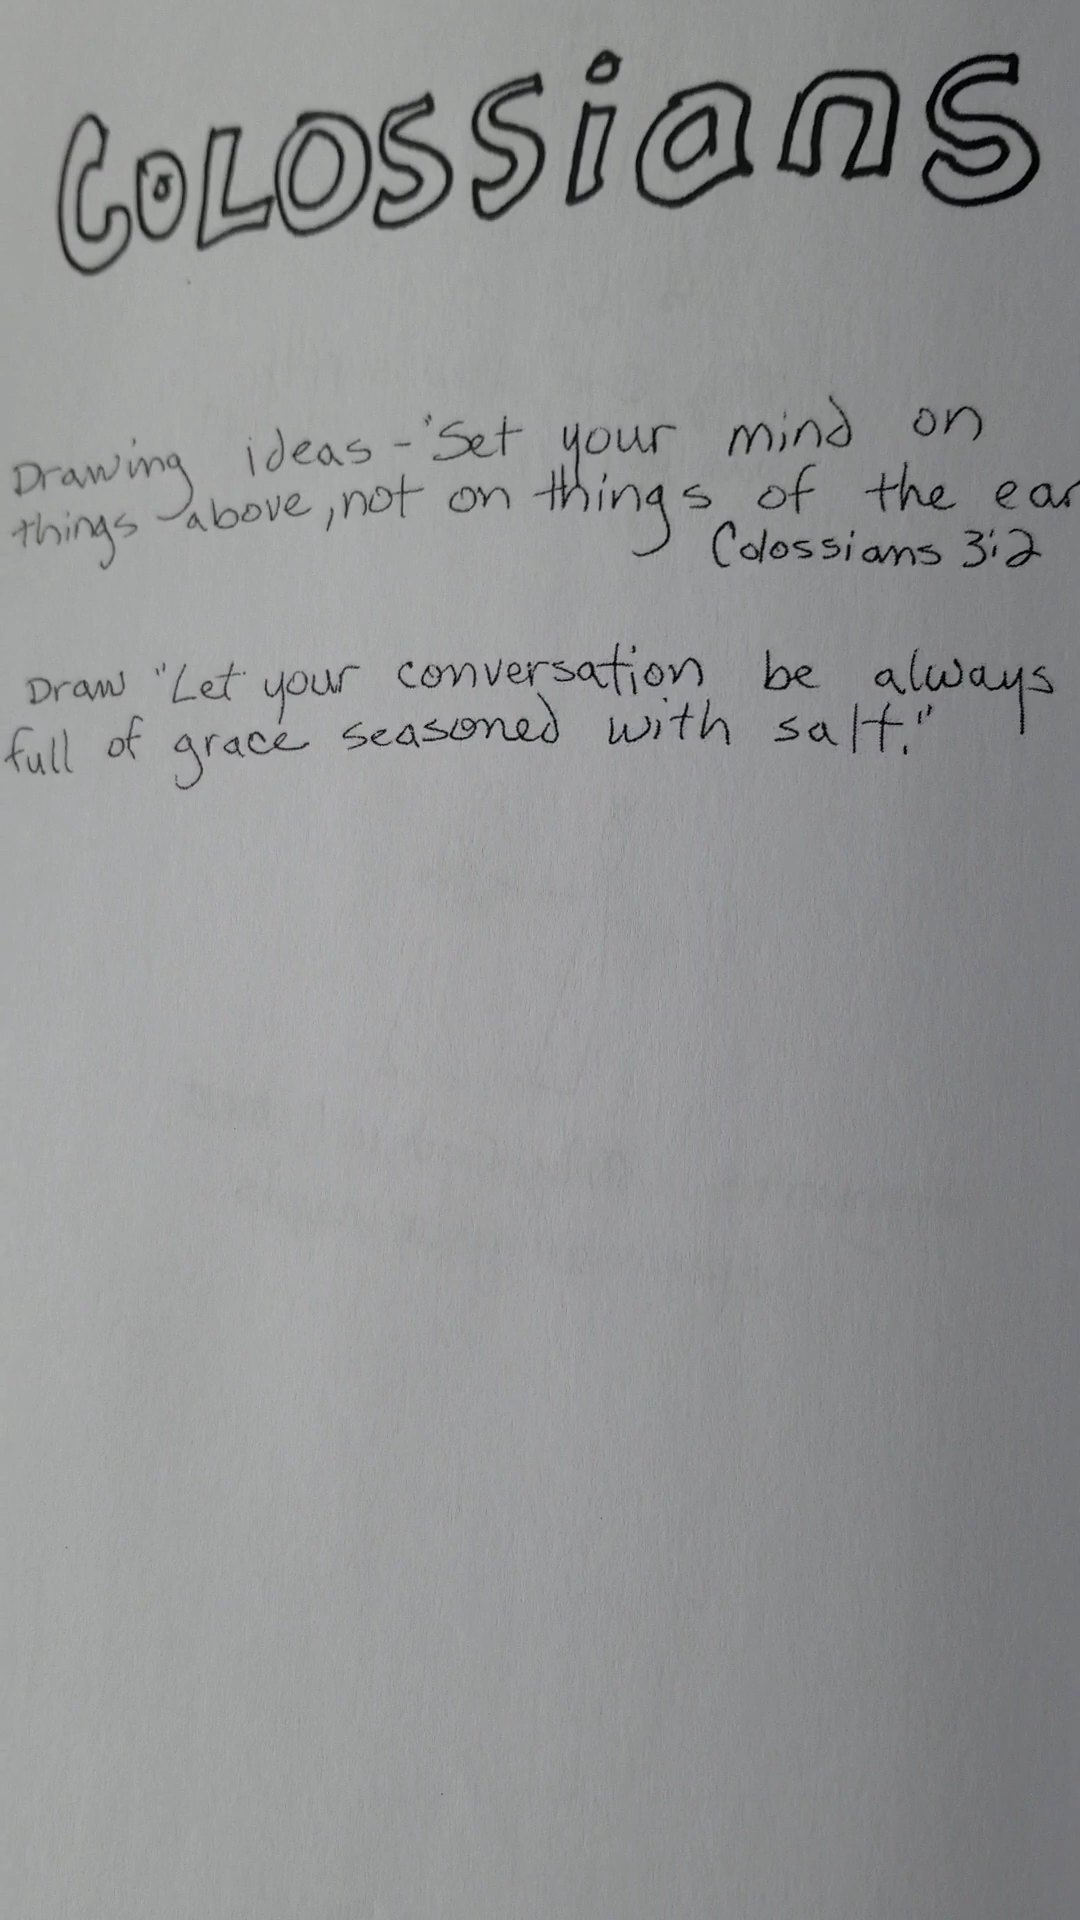 COLOSSians
Drawing ideas - "Set your mind on
things above, not on things of the ear
Colossians 3:2
Draw "Let your conversation be always
full of grace seasoned with salt."